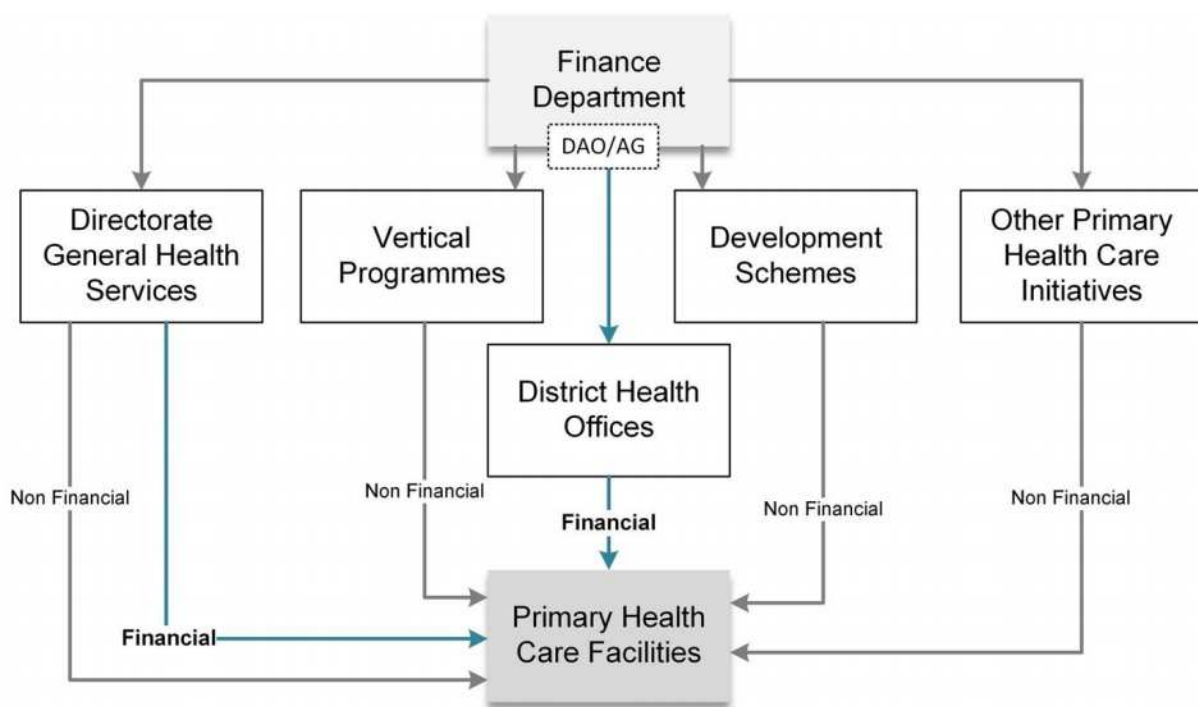 Finance
Department
DAO/AG
Directorate
General Health
Services
Vertical
Programmes
Development
Schemes
Other Primary
Health Care
Initiatives
District Health
Offices
Non Financial
Non Financial
Financial
Non Financial
Non Financial
Financial
Primary Health
Care Facilities